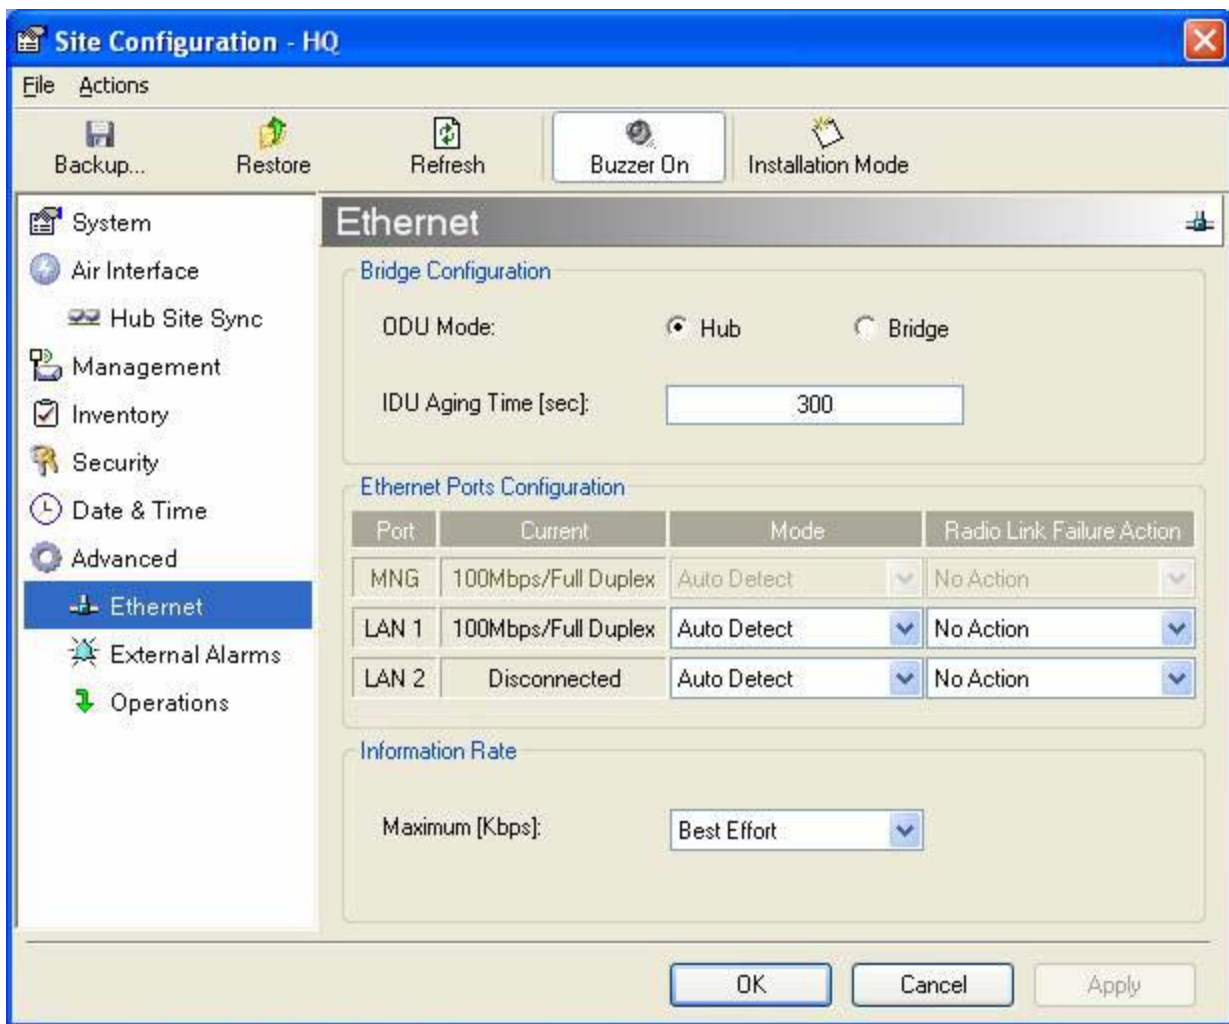 Site Configuration - HQ
File Actions
Backup... Restore Refresh Buzzer On Installation Mode
System
Air Interface
Hub Site Sync
Management
Inventory
Security
Date & Time
Advanced
Ethernet
External Alarms
Operations
Ethernet
Bridge Configuration
ODU Mode: Hub Bridge
IDU Aging Time [sec]: 300
Ethernet Ports Configuration
Port Current Mode Radio Link Failure Action
MNG 100Mbps/Full Duplex Auto Detect No Action
LAN 1 100Mbps/Full Duplex Auto Detect No Action
LAN 2 Disconnected Auto Detect No Action
Information Rate
Maximum [Kbps]: Best Effort
OK Cancel Apply